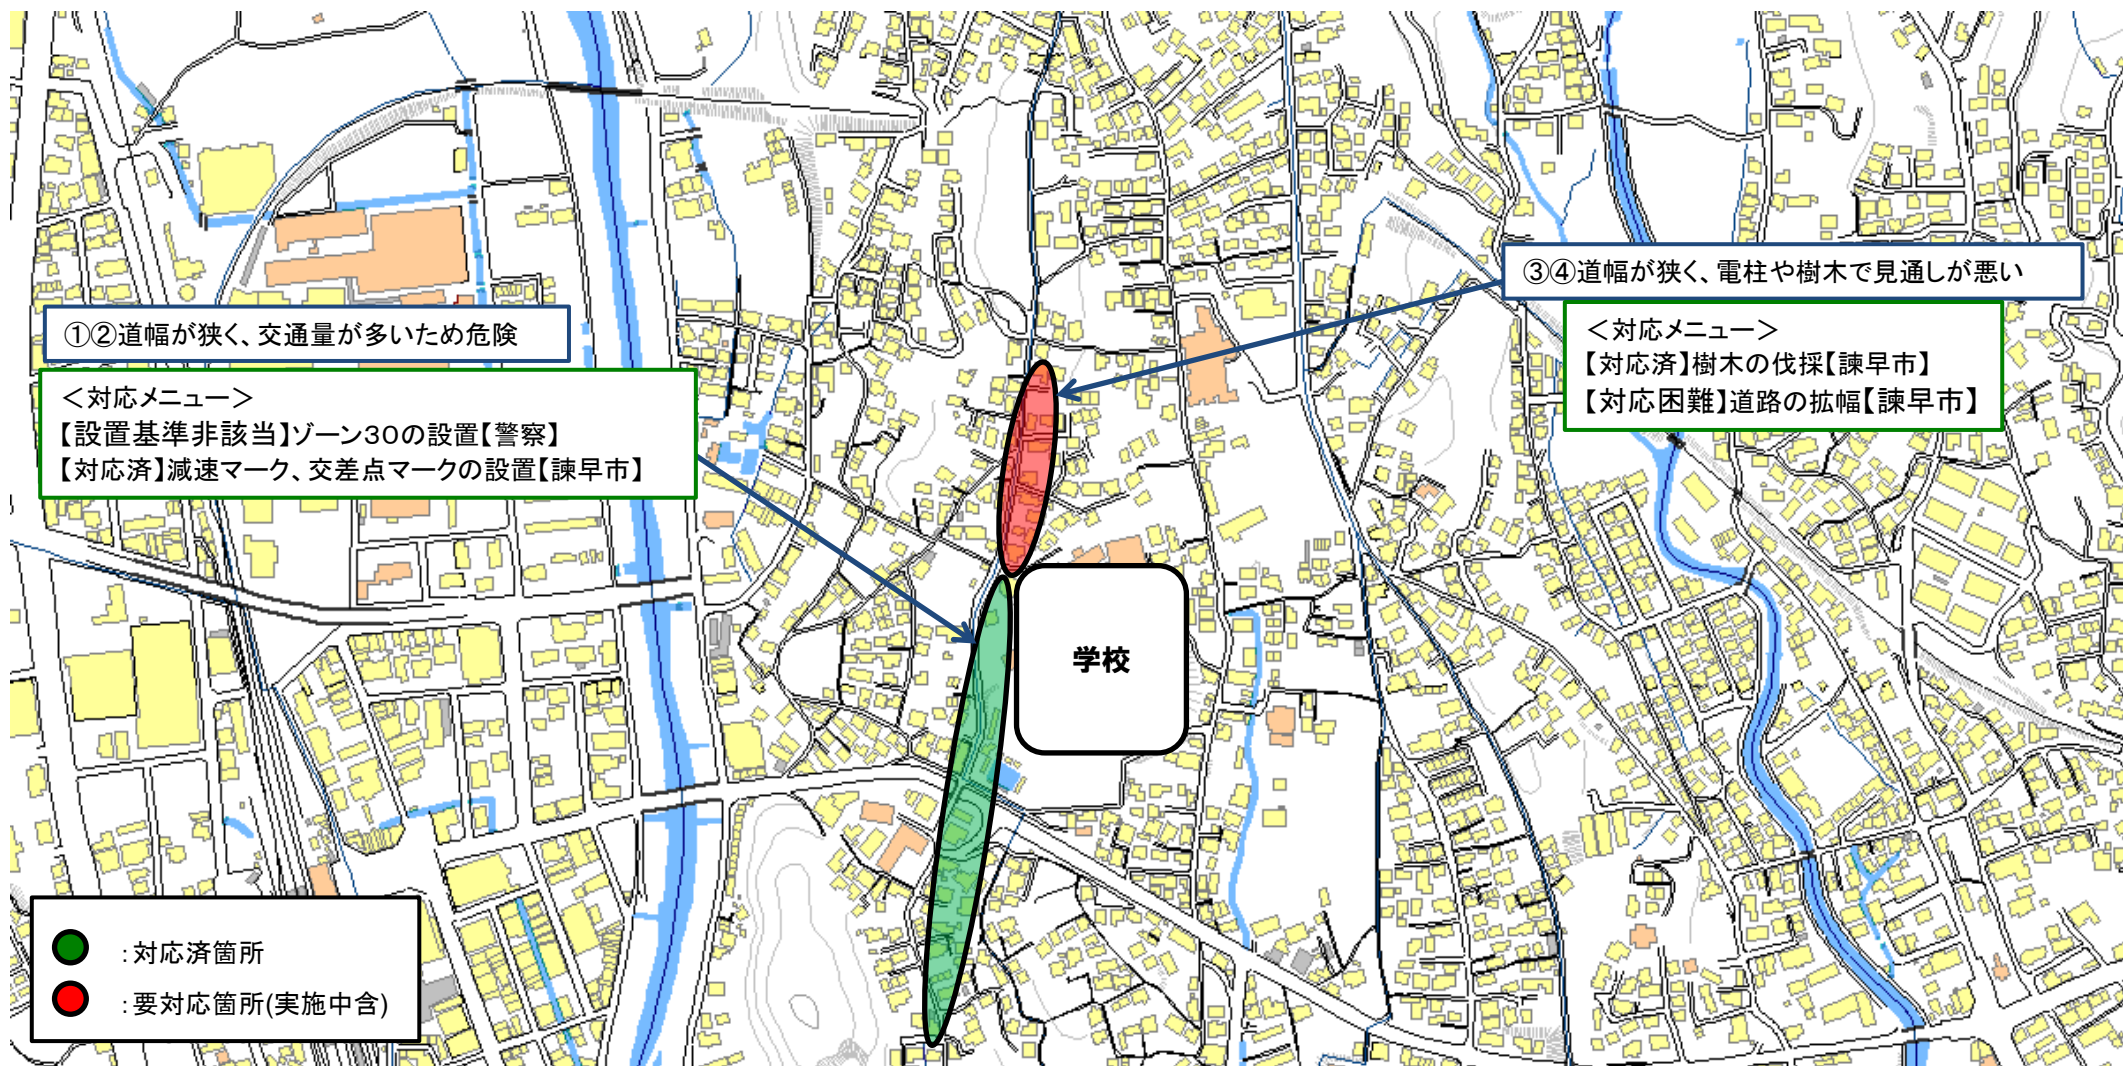 ①②道幅が狭く、交通量が多いため危険
＜対応メニュー＞
【設置基準非該当】ゾーン30の設置【警察】
【対応済】減速マーク、交差点マークの設置【諫早市】
③④道幅が狭く、電柱や樹木で見通しが悪い
＜対応メニュー＞
【対応済】樹木の伐採【諫早市】
【対応困難】道路の拡幅【諫早市】
学校
：対応済箇所
：要対応箇所(実施中含)